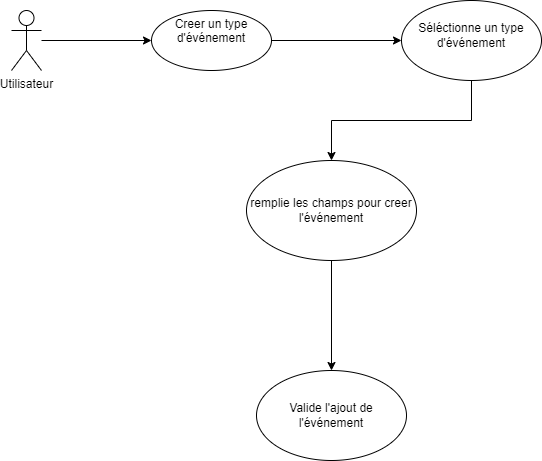 Creer un type
d'événement
Séléctionne un type
d'événement
Utilisateur
remplie les champs pour creer
l'événement
Valide l'ajout de
l'événement